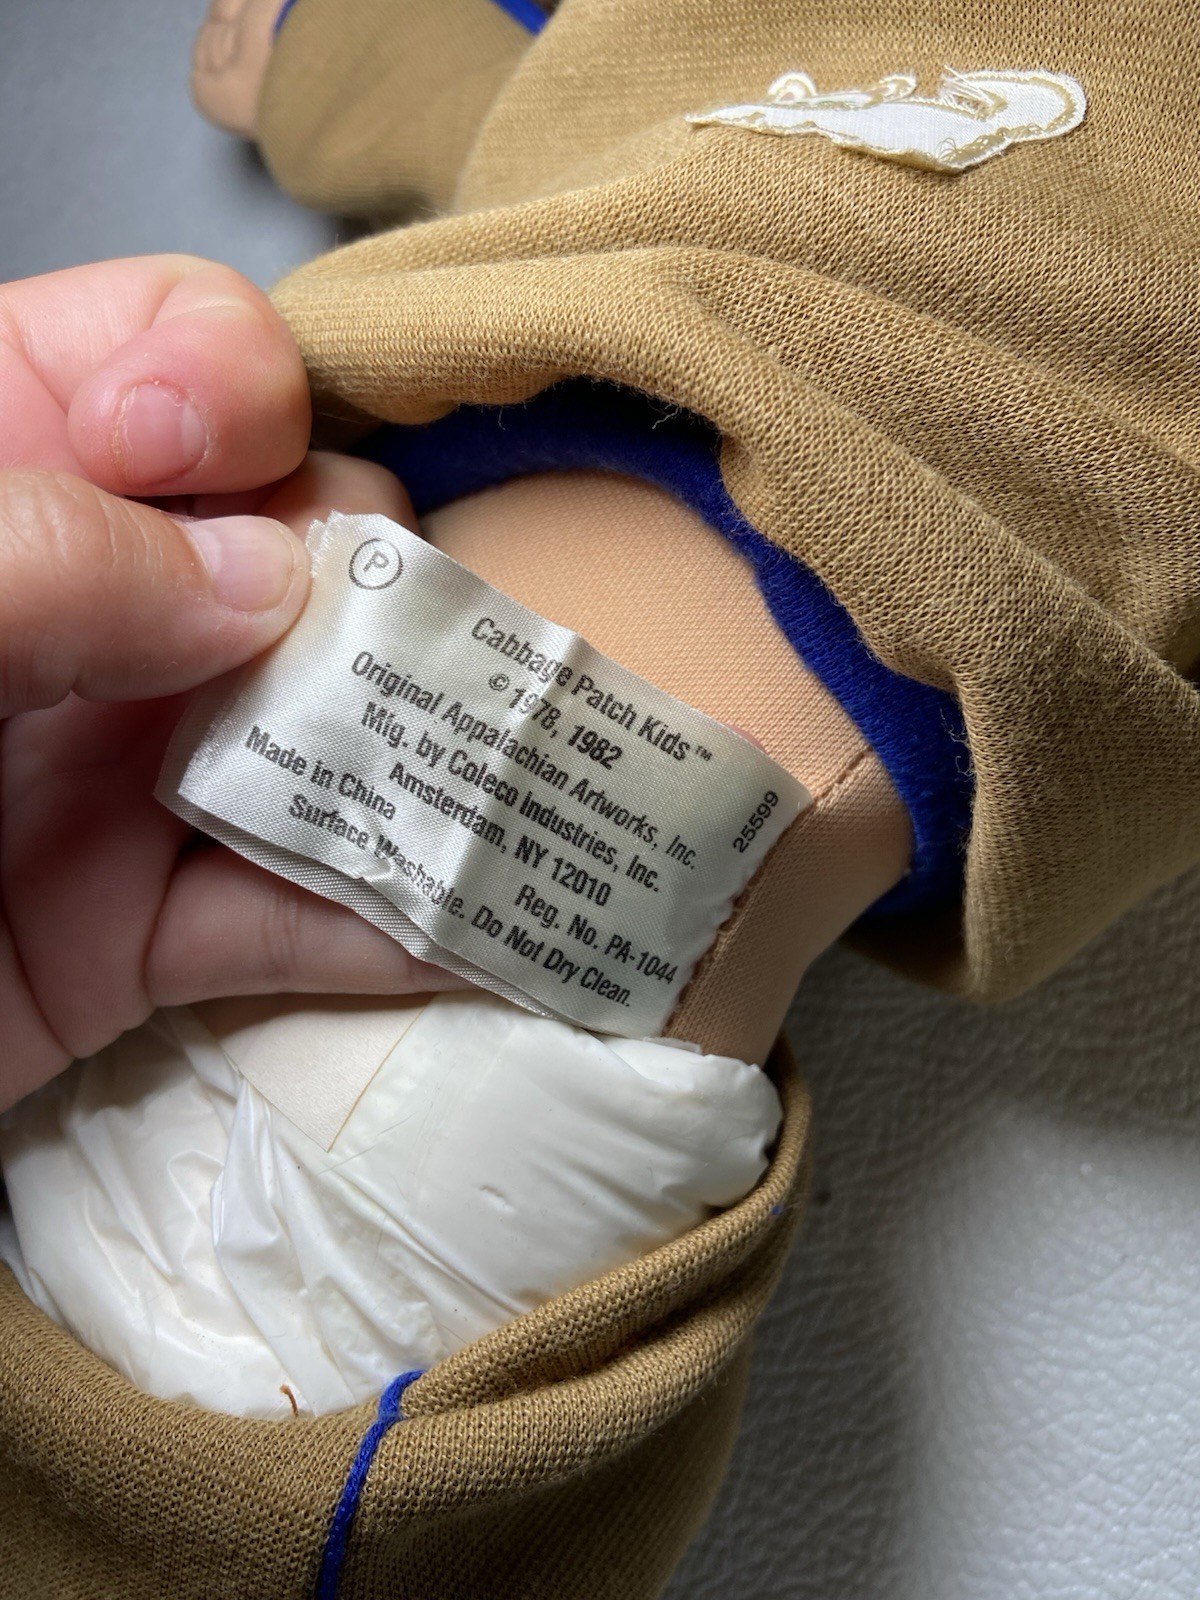 P
Cabbage Patch Kids™
© 1978, 1982
Original Appalachian Artworks, Inc.
Mfg. by Coleco Industries, Inc.
Amsterdam, NY 12010
Made in China
Reg. No. PA-1044
Surface Washable. Do Not Dry Clean.
25599